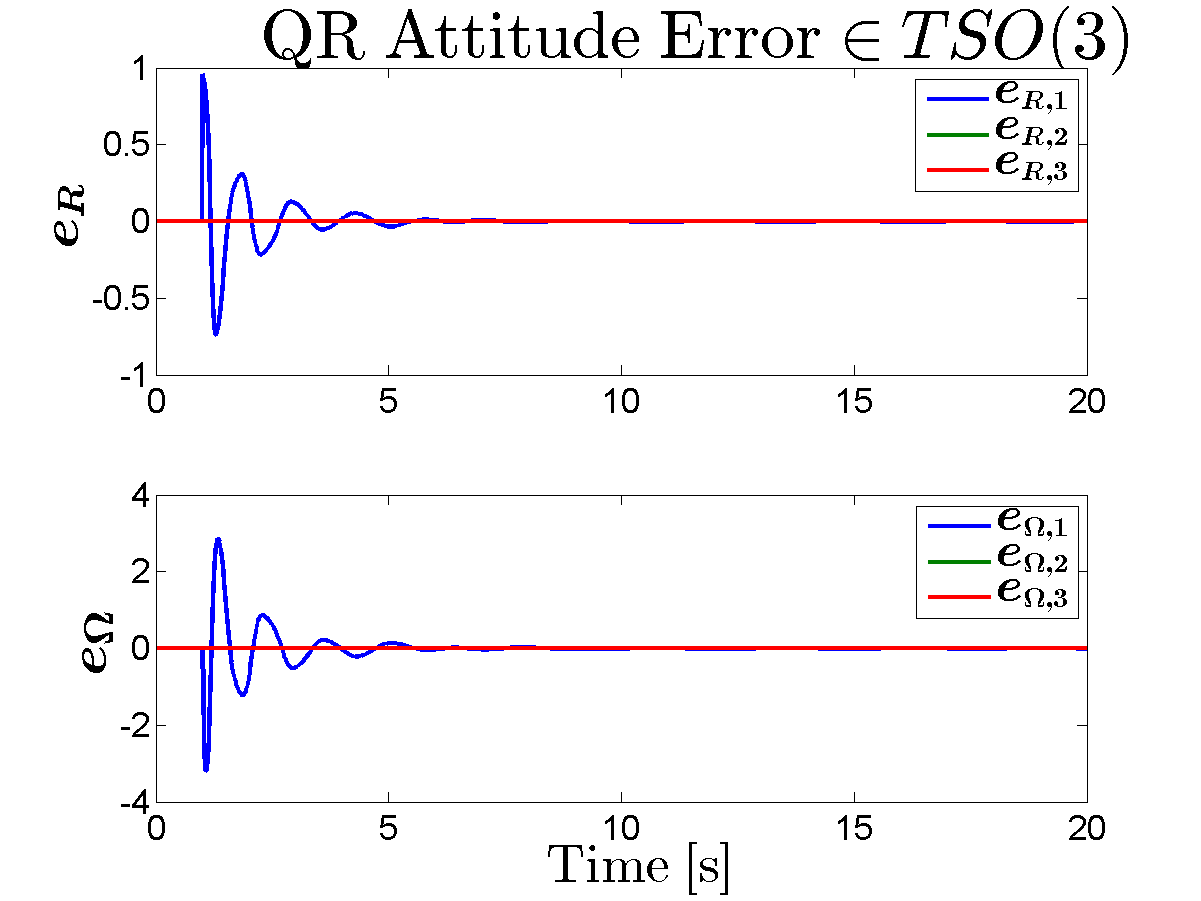 QR Attitude Error ∈ TSO(3)
1
0.5
0
-0.5
-1
e_R
e_{R,1}
e_{R,2}
e_{R,3}
0 5 10 15 20
4
2
0
-2
-4
e_Ω
e_{Ω,1}
e_{Ω,2}
e_{Ω,3}
0 5 10 15 20
Time [s]